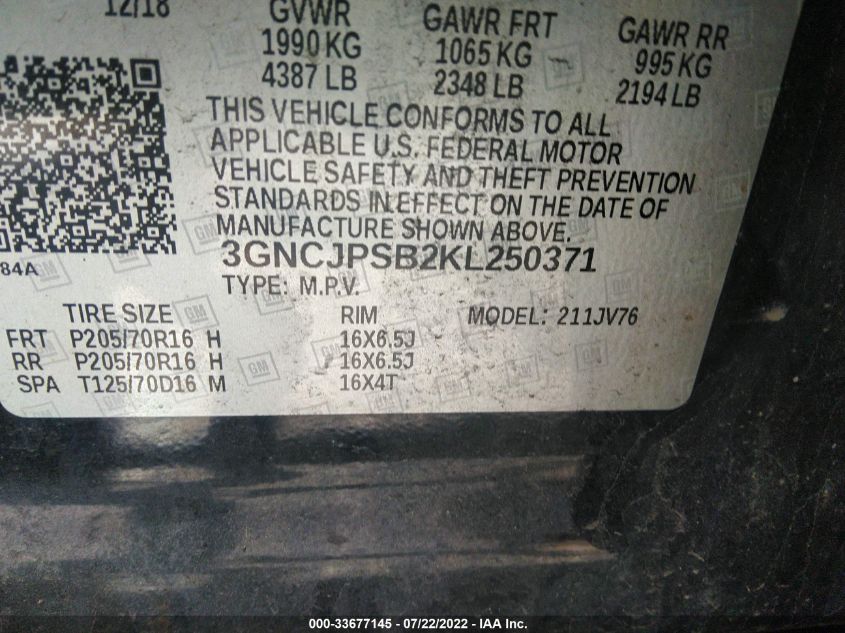 12/18 GVWR GAWR FRT GAWR RR
1990 KG 1065 KG 995 KG
4387 LB 2348 LB 2194 LB
THIS VEHICLE CONFORMS TO ALL
APPLICABLE U.S. FEDERAL MOTOR
VEHICLE SAFETY AND THEFT PREVENTION
STANDARDS IN EFFECT ON THE DATE OF
MANUFACTURE SHOWN ABOVE.
3GNCJPSB2KL250371
84A
TYPE: M.P.V.
TIRE SIZE RIM MODEL: 211JV76
FRT P205/70R16 H 16X6.5J
RR P205/70R16 H 16X6.5J
SPA T125/70D16 M 16X4T
000-33677145 - 07/22/2022 - IAA Inc.